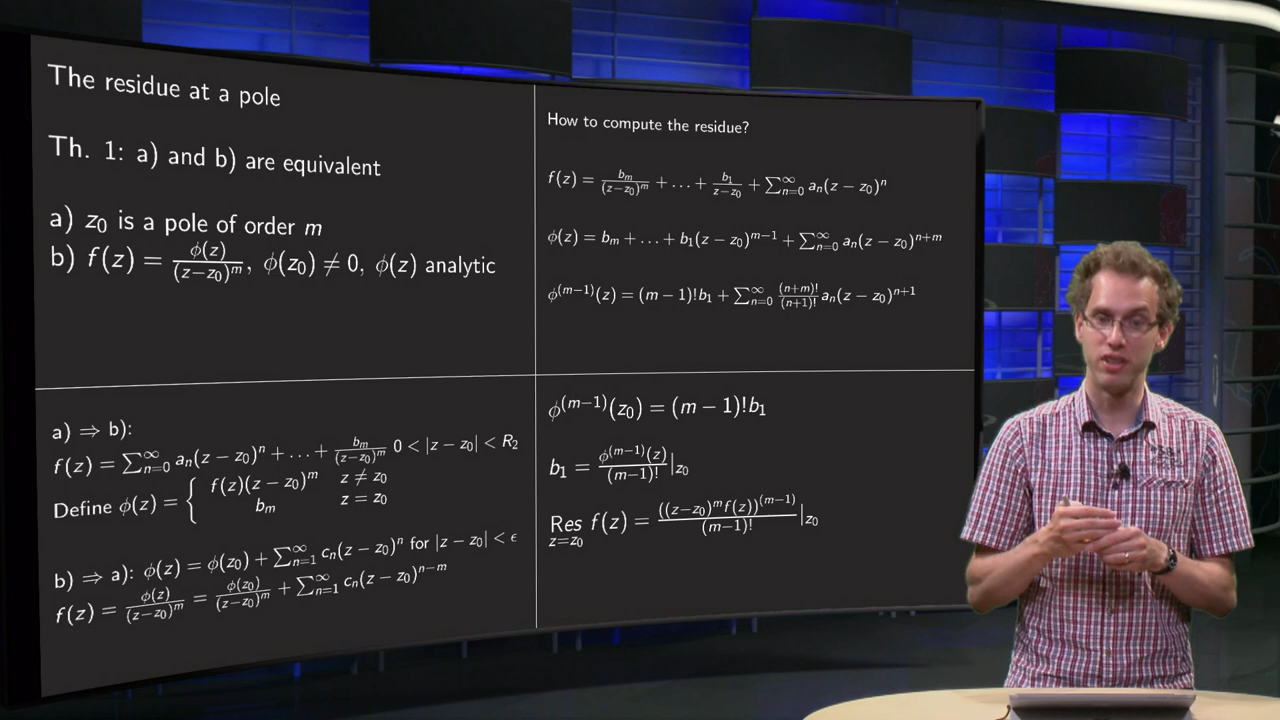 The residue at a pole
Th. 1: a) and b) are equivalent
a) z₀ is a pole of order m
b) f(z) = φ(z)/(z−z₀)^m, φ(z₀) ≠ 0, φ(z) analytic
How to compute the residue?
f(z) = b_m/(z−z₀)^m + … + b₁/(z−z₀) + ∑_{n=0}^∞ a_n(z − z₀)^n
φ(z) = b_m + … + b₁(z − z₀)^{m−1} + ∑_{n=0}^∞ a_n(z − z₀)^{n+m}
φ^{(m−1)}(z) = (m − 1)!b₁ + ∑_{n=0}^∞ (n+m)!/(n+1)! a_n(z − z₀)^{n+1}
a) ⇒ b):
f(z) = ∑_{n=0}^∞ a_n(z − z₀)^n + … + b_m/(z−z₀)^m 0 < |z − z₀| < R₂
Define φ(z) = { f(z)(z − z₀)^m z ≠ z₀
b_m z = z₀
b) ⇒ a): φ(z) = φ(z₀) + ∑_{n=1}^∞ c_n(z − z₀)^n for |z − z₀| < ϵ
f(z) = φ(z)/(z−z₀)^m = φ(z₀)/(z−z₀)^m + ∑_{n=1}^∞ c_n(z − z₀)^{n−m}
φ^{(m−1)}(z₀) = (m − 1)!b₁
b₁ = φ^{(m−1)}(z)/(m−1)! |_{z₀}
Res_{z=z₀} f(z) = ((z−z₀)^m f(z))^{(m−1)}/(m−1)! |_{z₀}